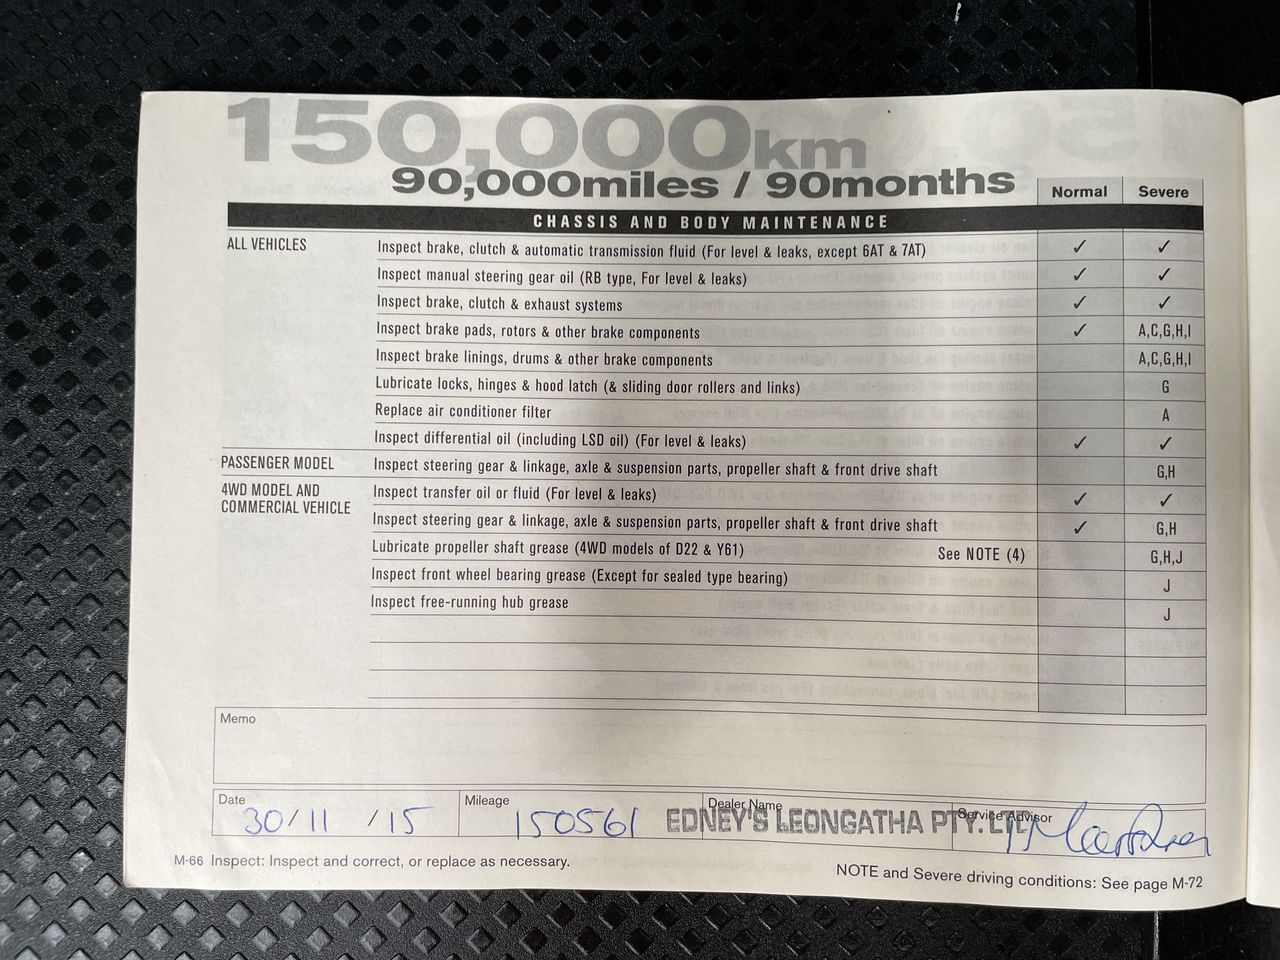 150,000km
90,000miles / 90months
Normal Severe
CHASSIS AND BODY MAINTENANCE
ALL VEHICLES Inspect brake, clutch & automatic transmission fluid (For level & leaks, except 6AT & 7AT) ✓ ✓
Inspect manual steering gear oil (RB type, For level & leaks) ✓ ✓
Inspect brake, clutch & exhaust systems ✓ ✓
Inspect brake pads, rotors & other brake components ✓ A,C,G,H,I
Inspect brake linings, drums & other brake components A,C,G,H,I
Lubricate locks, hinges & hood latch (& sliding door rollers and links) G
Replace air conditioner filter A
Inspect differential oil (including LSD oil) (For level & leaks) ✓ ✓
PASSENGER MODEL Inspect steering gear & linkage, axle & suspension parts, propeller shaft & front drive shaft G,H
4WD MODEL AND Inspect transfer oil or fluid (For level & leaks) ✓ ✓
COMMERCIAL VEHICLE Inspect steering gear & linkage, axle & suspension parts, propeller shaft & front drive shaft ✓ G,H
Lubricate propeller shaft grease (4WD models of D22 & Y61) See NOTE (4) G,H,J
Inspect front wheel bearing grease (Except for sealed type bearing) J
Inspect free-running hub grease J
Memo
Date Mileage Dealer Name Service Advisor
30/11/15 150561 EDNEY'S LEONGATHA PTY. LTD
M-66 Inspect: Inspect and correct, or replace as necessary.
NOTE and Severe driving conditions: See page M-72